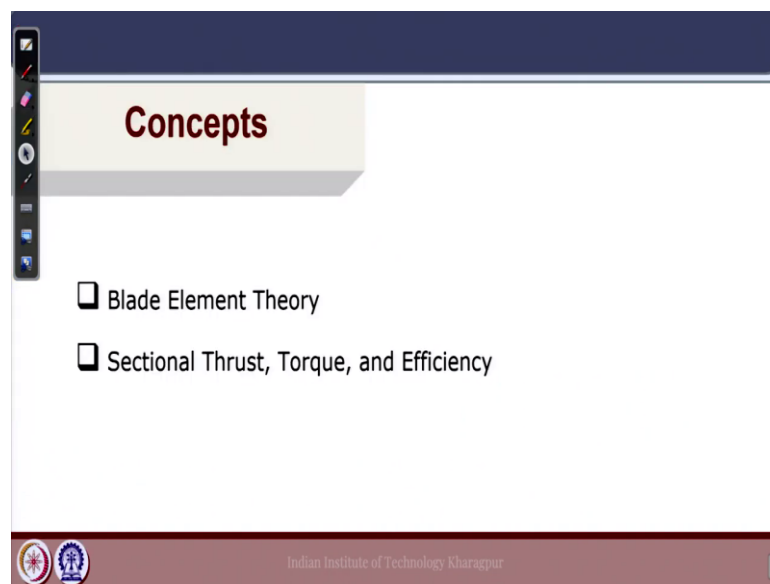 Concepts
Blade Element Theory
Sectional Thrust, Torque, and Efficiency
Indian Institute of Technology Kharagpur